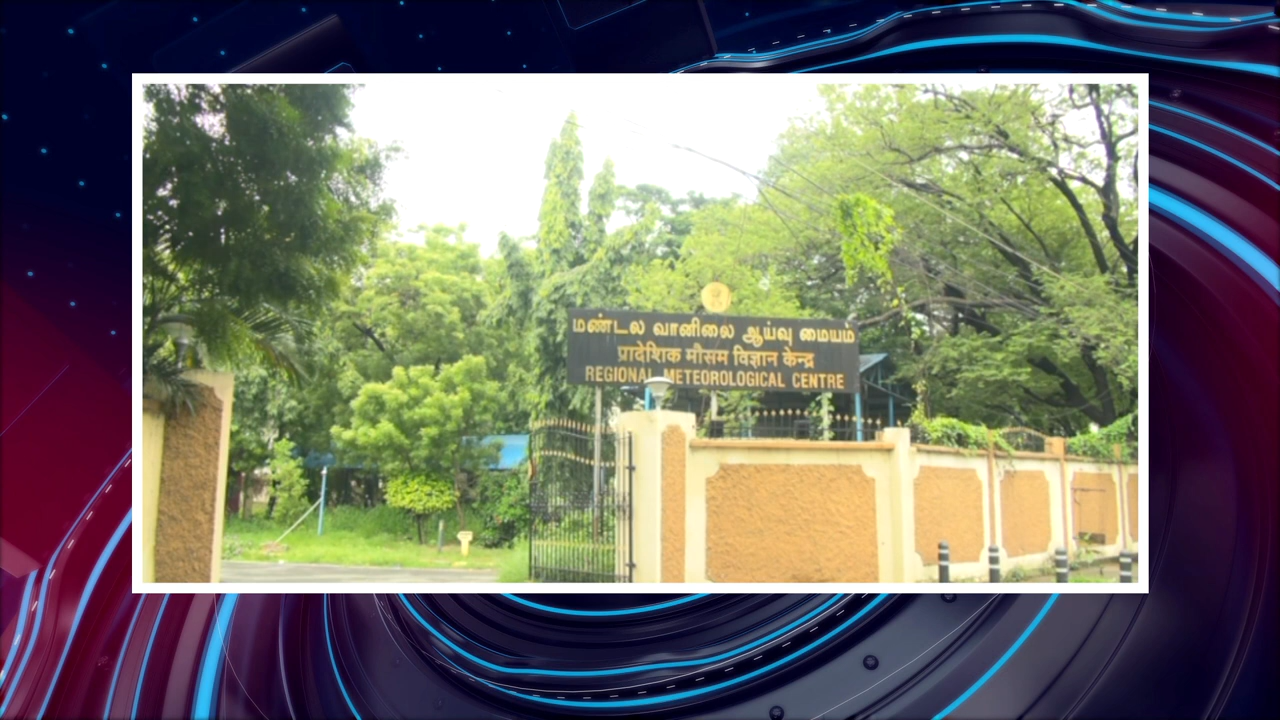 மண்டல வானிலை ஆய்வு மையம்
प्रादेशिक मौसम विज्ञान केन्द्र
REGIONAL METEOROLOGICAL CENTRE